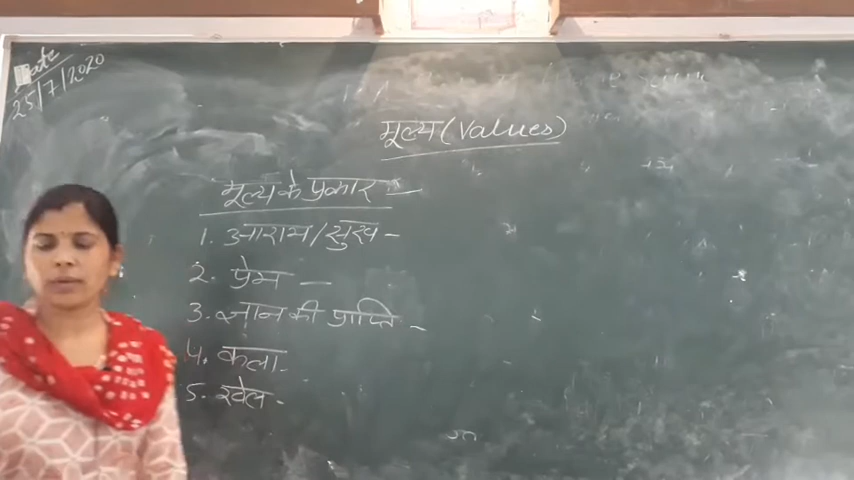 Date
25/7/2020
मूल्य (Values)
मूल्य के प्रकार -
1. आराम/सुख -
2. प्रेम -
3. ज्ञान की प्राप्ति -
4. कला -
5. खेल -